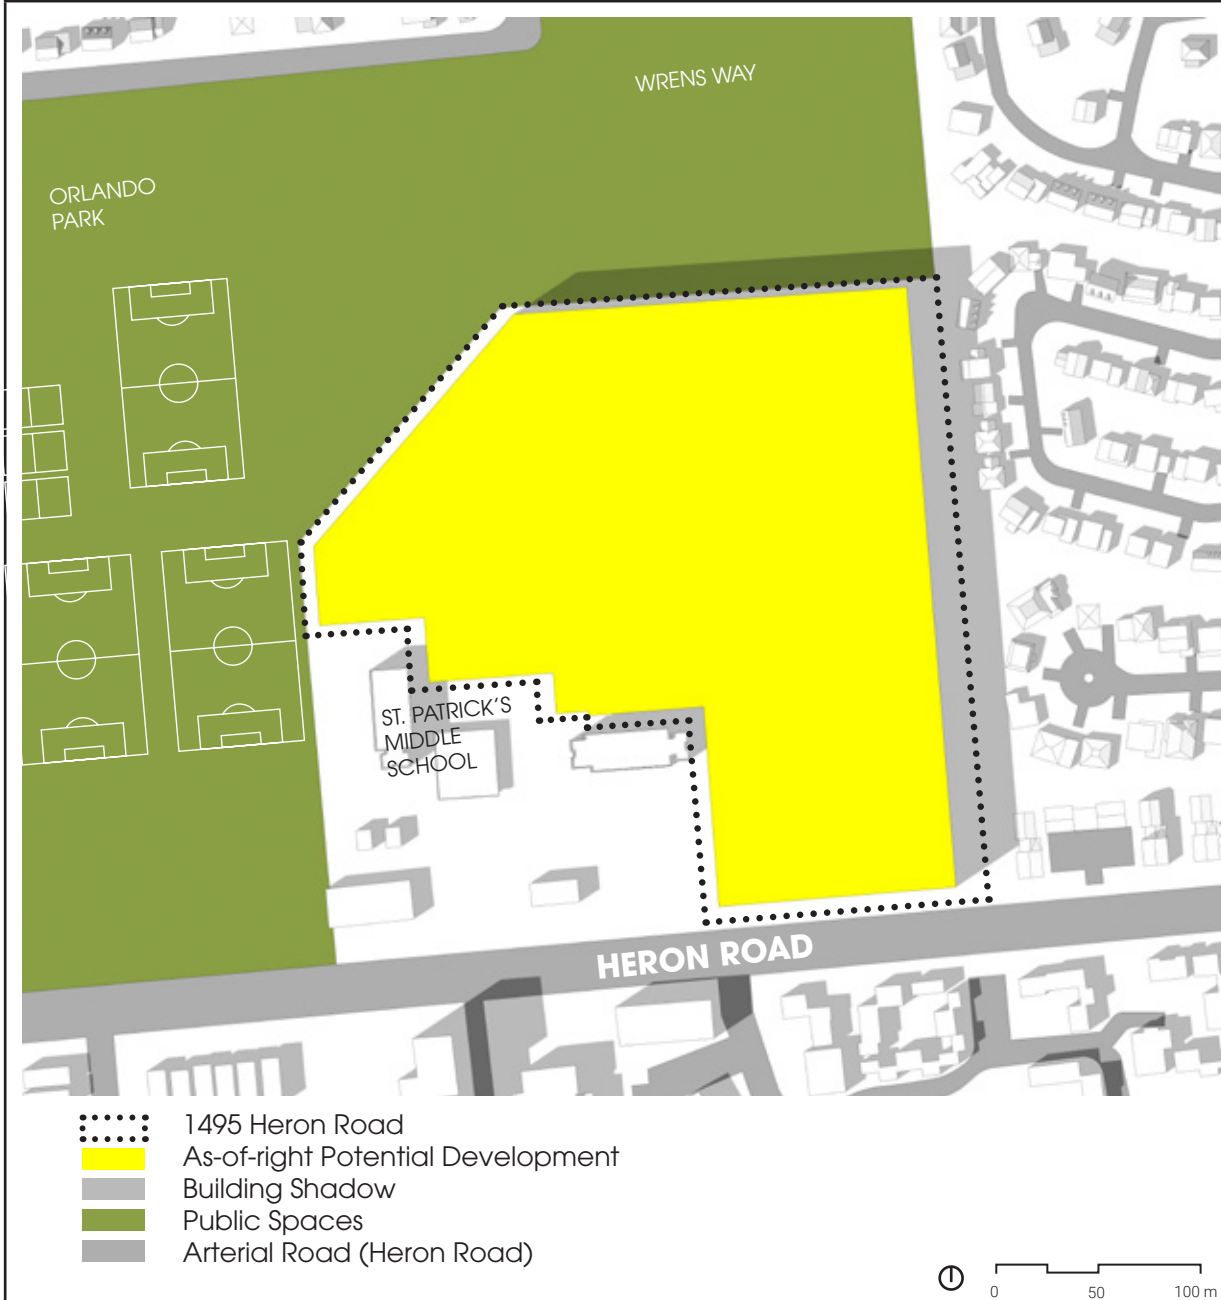 WRENS WAY
ORLANDO
PARK
ST. PATRICK'S
MIDDLE
SCHOOL
HERON ROAD
1495 Heron Road
As-of-right Potential Development
Building Shadow
Public Spaces
Arterial Road (Heron Road)
0 50 100 m